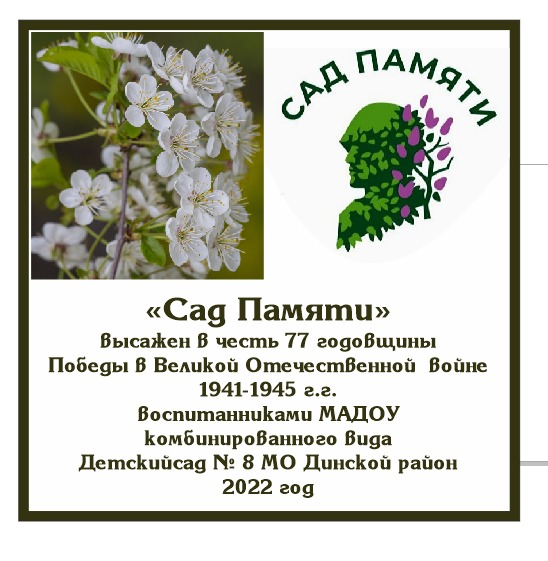 САД ПАМЯТИ
«Сад Памяти»
высажен в честь 77 годовщины
Победы в Великой Отечественной войне
1941-1945 г.г.
воспитанниками МАДОУ
комбинированного вида
Детскийсад № 8 МО Динской район
2022 год